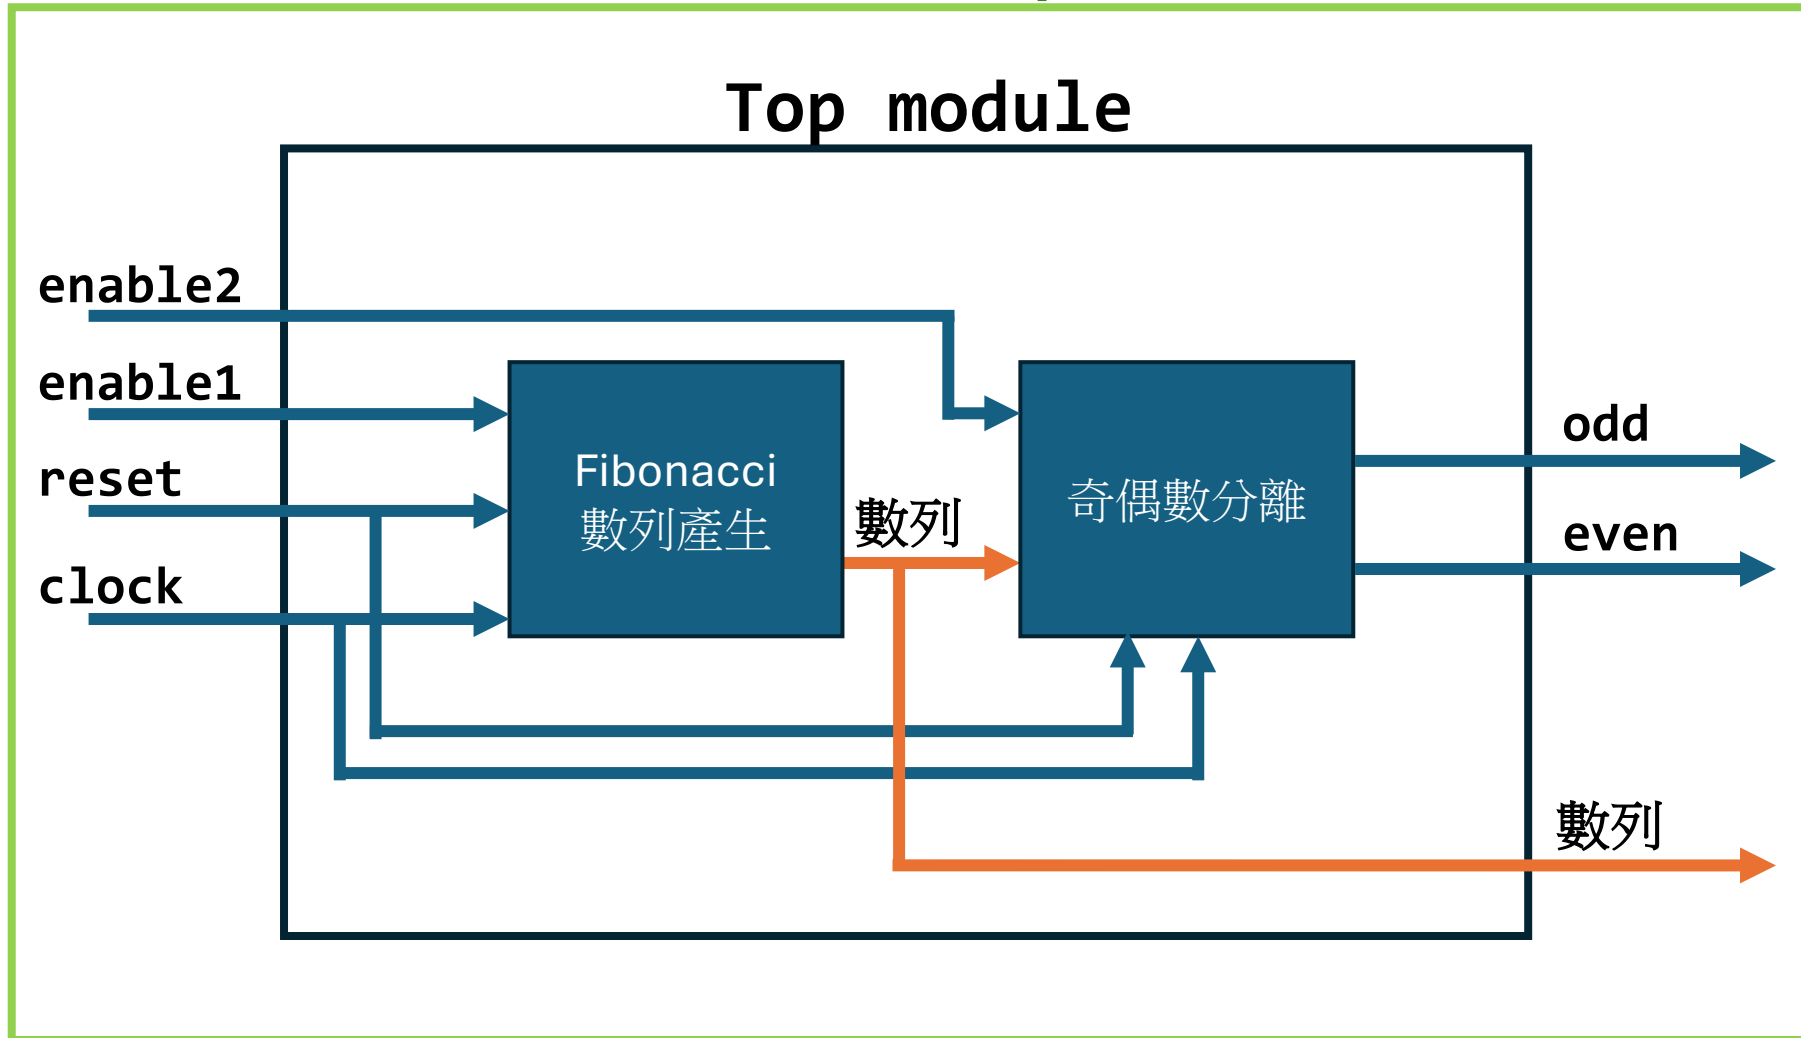 Top module
enable2
enable1
reset
clock
Fibonacci
數列產生
數列
奇偶數分離
odd
even
數列